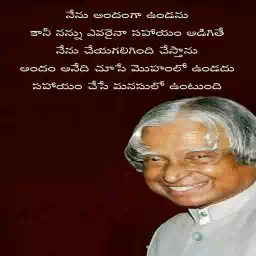 నేను అందంగా ఉండను
కానీ నన్ను ఎవరైనా సహాయం అడిగితే
నేను చేయగలిగింది చేస్తాను
అందం అనేది చూసే మొహంలో ఉండదు
సహాయం చేసే మనసులో ఉంటుంది